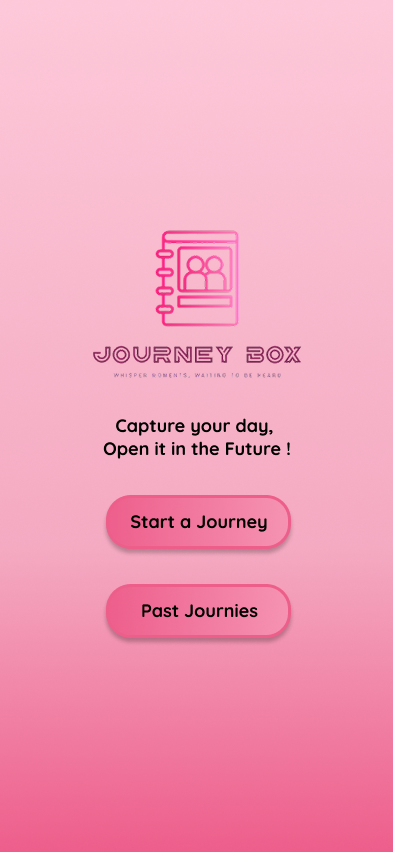 JOURNEY BOX
WHISPER MOMENTS, WAITING TO BE HEARD
Capture your day,
Open it in the Future !
Start a Journey
Past Journies